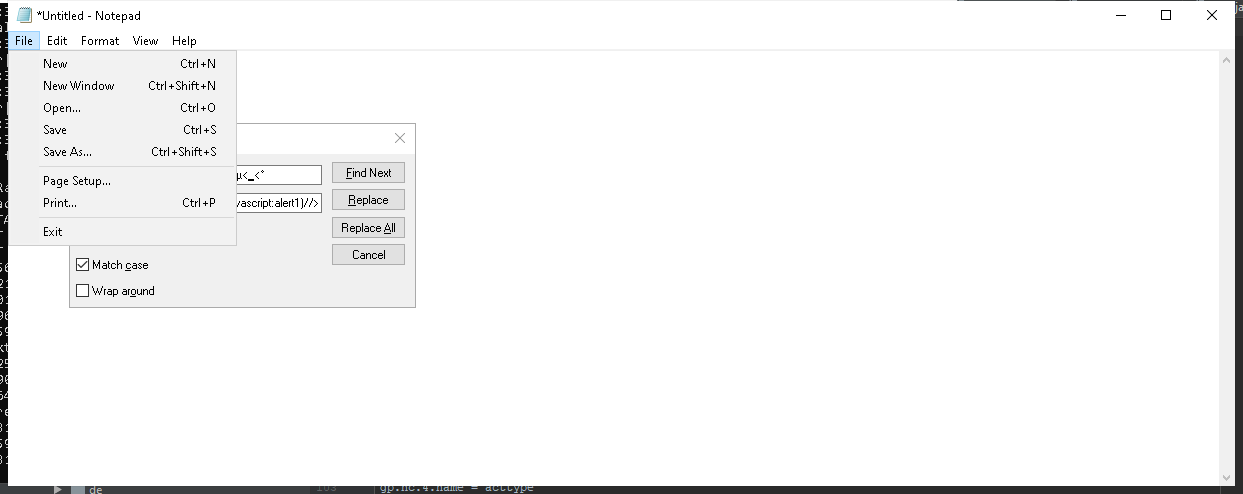 *Untitled - Notepad
File Edit Format View Help
New Ctrl+N
New Window Ctrl+Shift+N
Open... Ctrl+O
Save Ctrl+S
Save As... Ctrl+Shift+S
Page Setup...
Print... Ctrl+P
Exit
µ<_<° Find Next
vascript:alert1)//> Replace
Replace All
Cancel
Match case
Wrap around
de
103 gp.nc.4.name = acttype